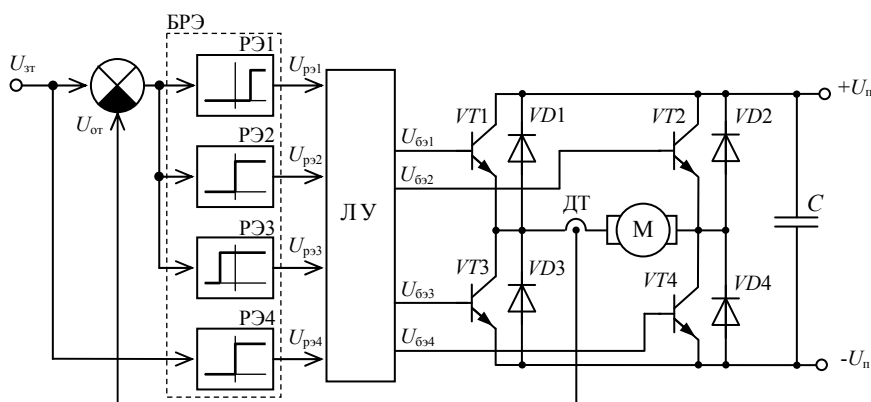 БРЭ
РЭ1
U_зт
U_рэ1
U_от
РЭ2
U_рэ2
РЭ3
U_рэ3
РЭ4
U_рэ4
ЛУ
U_бэ1
U_бэ2
U_бэ3
U_бэ4
VT1
VD1
VT2
VD2
+U_п
ДТ
М
C
VT3
VD3
VT4
VD4
-U_п